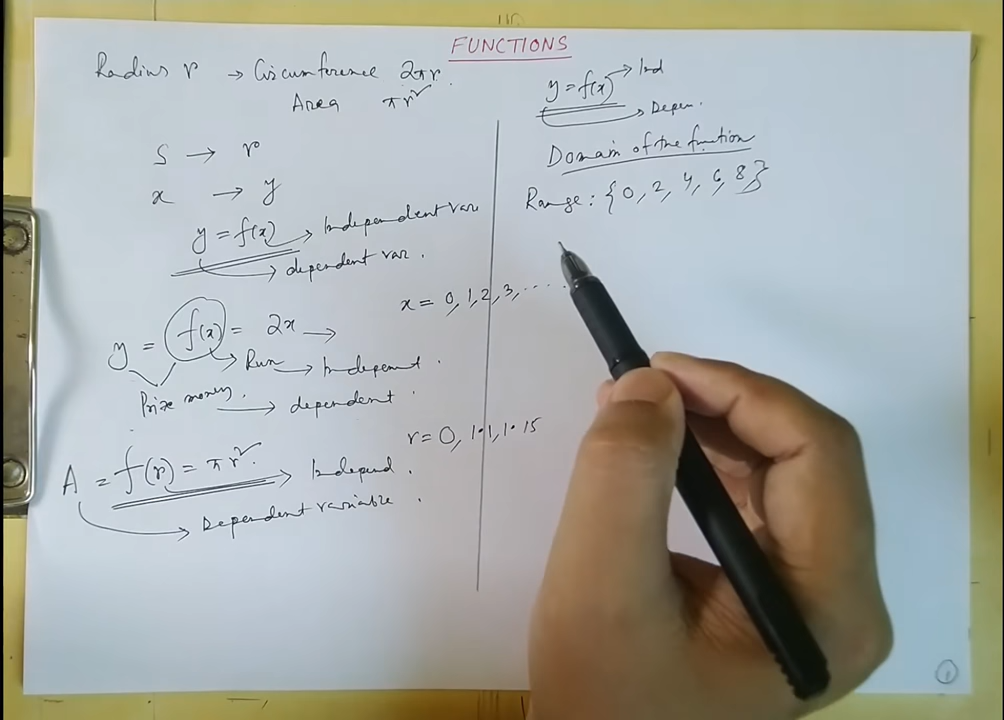 FUNCTIONS
Radius r → Circumference 2πr.
Area πr²
S → r
x → y
y = f(x) → Independent var
→ dependent var.
y = f(x) = 2x →
→ Run → Independent.
Prize money. → dependent.
x = 0, 1, 2, 3, ....
A = f(r) = πr². → Independ.
→ Dependent variable.
r = 0, 1.1, 1.15
y = f(x) → Ind
→ Depen.
Domain of the function
Range : {0, 2, 4, 6, 8}
1